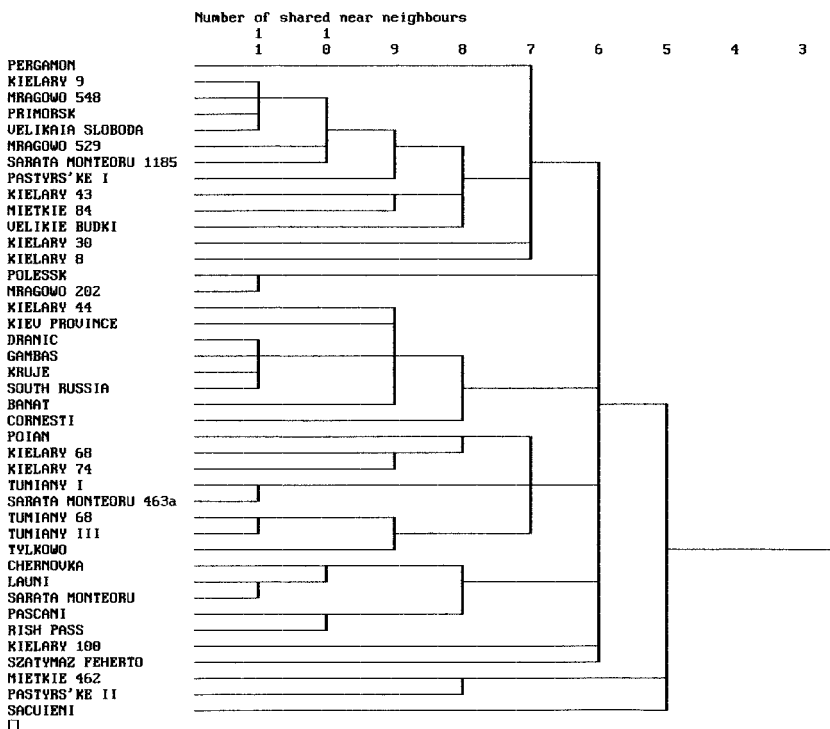 Number of shared near neighbours
1 1
1 0 9 8 7 6 5 4 3
PERGAMON
KIELARY 9
MRAGOWO 548
PRIMORSK
VELIKAIA SLOBODA
MRAGOWO 529
SARATA MONTEORU 1185
PASTYRS'KE I
KIELARY 43
MIETKIE 84
VELIKIE BUDKI
KIELARY 30
KIELARY 8
POLESSK
MRAGOWO 202
KIELARY 44
KIEV PROVINCE
DRANIC
GAMBAS
KRUJE
SOUTH RUSSIA
BANAT
CORNESTI
POIAN
KIELARY 68
KIELARY 74
TUMIANY I
SARATA MONTEORU 463a
TUMIANY 68
TUMIANY III
TYLKOWO
CHERNOVKA
LAUNI
SARATA MONTEORU
PASCANI
RISH PASS
KIELARY 100
SZATYMAZ FEHERTO
MIETKIE 462
PASTYRS'KE II
SACUIENI